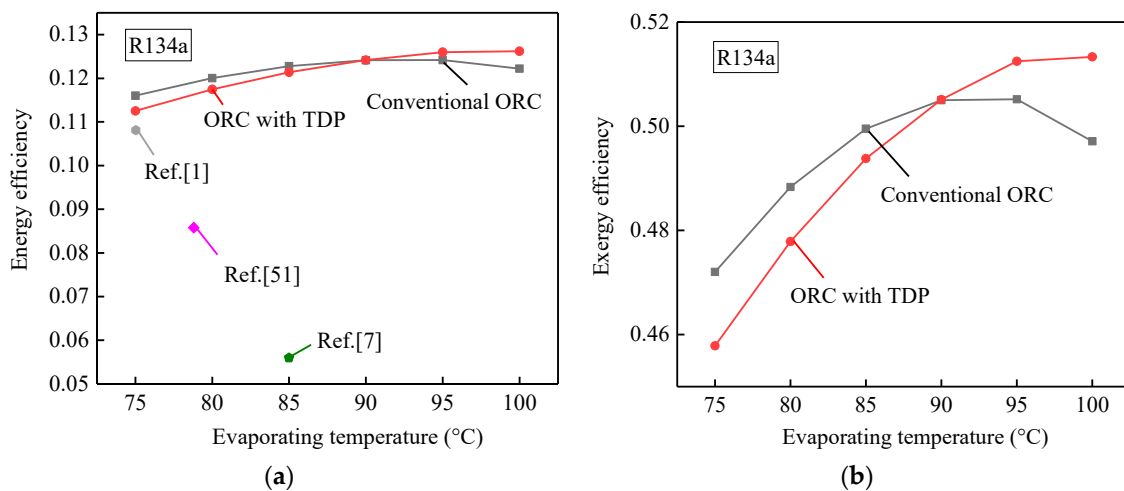 R134a
Energy efficiency
0.13
0.12
0.11
0.10
0.09
0.08
0.07
0.06
0.05
Conventional ORC
ORC with TDP
Ref.[1]
Ref.[51]
Ref.[7]
75 80 85 90 95 100
Evaporating temperature (°C)
(a)
R134a
Exergy efficiency
0.52
0.50
0.48
0.46
Conventional ORC
ORC with TDP
75 80 85 90 95 100
Evaporating temperature (°C)
(b)